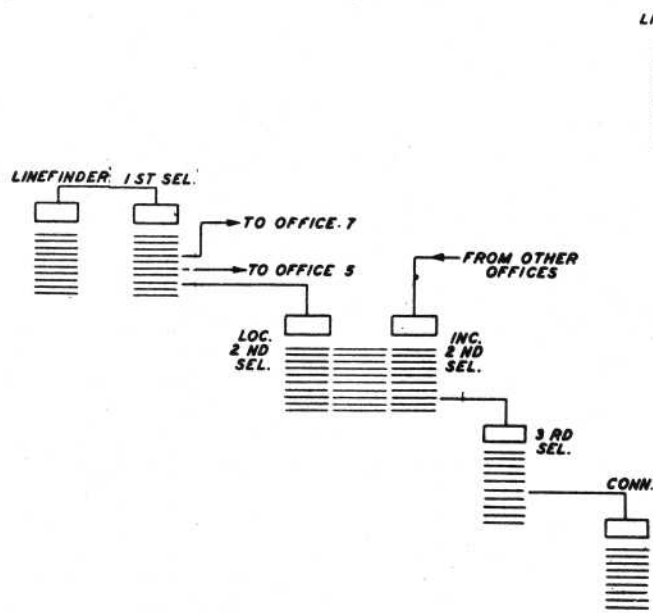 LI
LINEFINDER 1 ST SEL.
TO OFFICE. 7
TO OFFICE 5
FROM OTHER
OFFICES
LOC.
2 ND
SEL.
INC.
2 ND
SEL.
3 RD
SEL.
CONN.